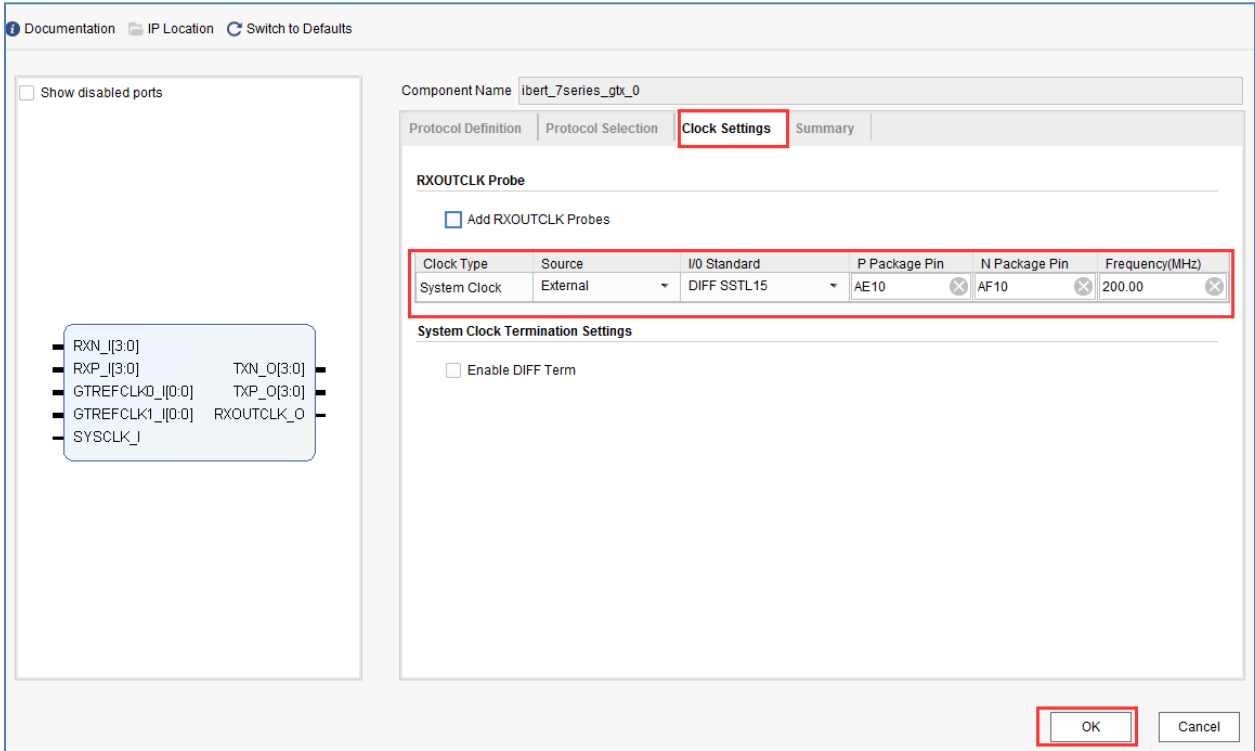 Documentation IP Location Switch to Defaults
Show disabled ports
RXN_I[3:0]
RXP_I[3:0] TXN_O[3:0]
GTREFCLK0_I[0:0] TXP_O[3:0]
GTREFCLK1_I[0:0] RXOUTCLK_O
SYSCLK_I
Component Name ibert_7series_gtx_0
Protocol Definition Protocol Selection Clock Settings Summary
RXOUTCLK Probe
Add RXOUTCLK Probes
Clock Type Source I/0 Standard P Package Pin N Package Pin Frequency(MHz)
System Clock External DIFF SSTL15 AE10 AF10 200.00
System Clock Termination Settings
Enable DIFF Term
OK Cancel